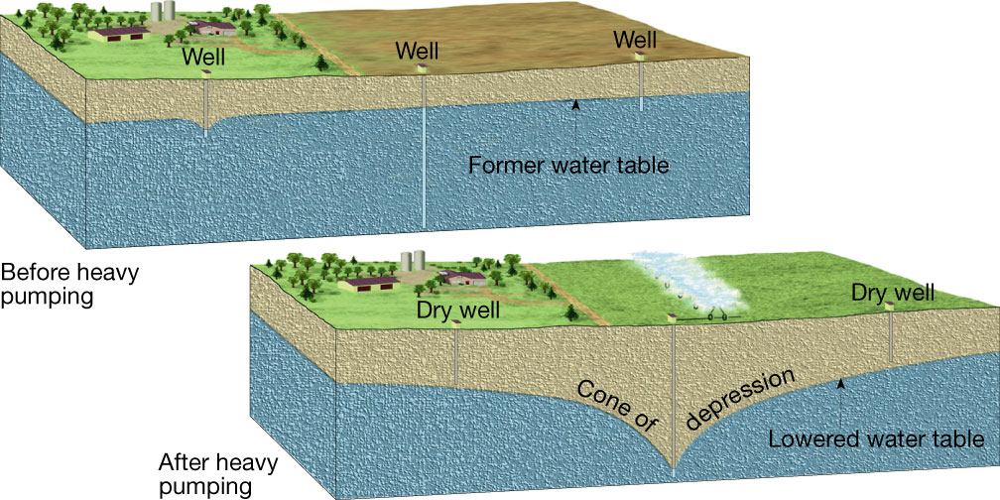 Well
Well
Well
Former water table
Before heavy
pumping
Dry well
Dry well
Cone of depression
Lowered water table
After heavy
pumping